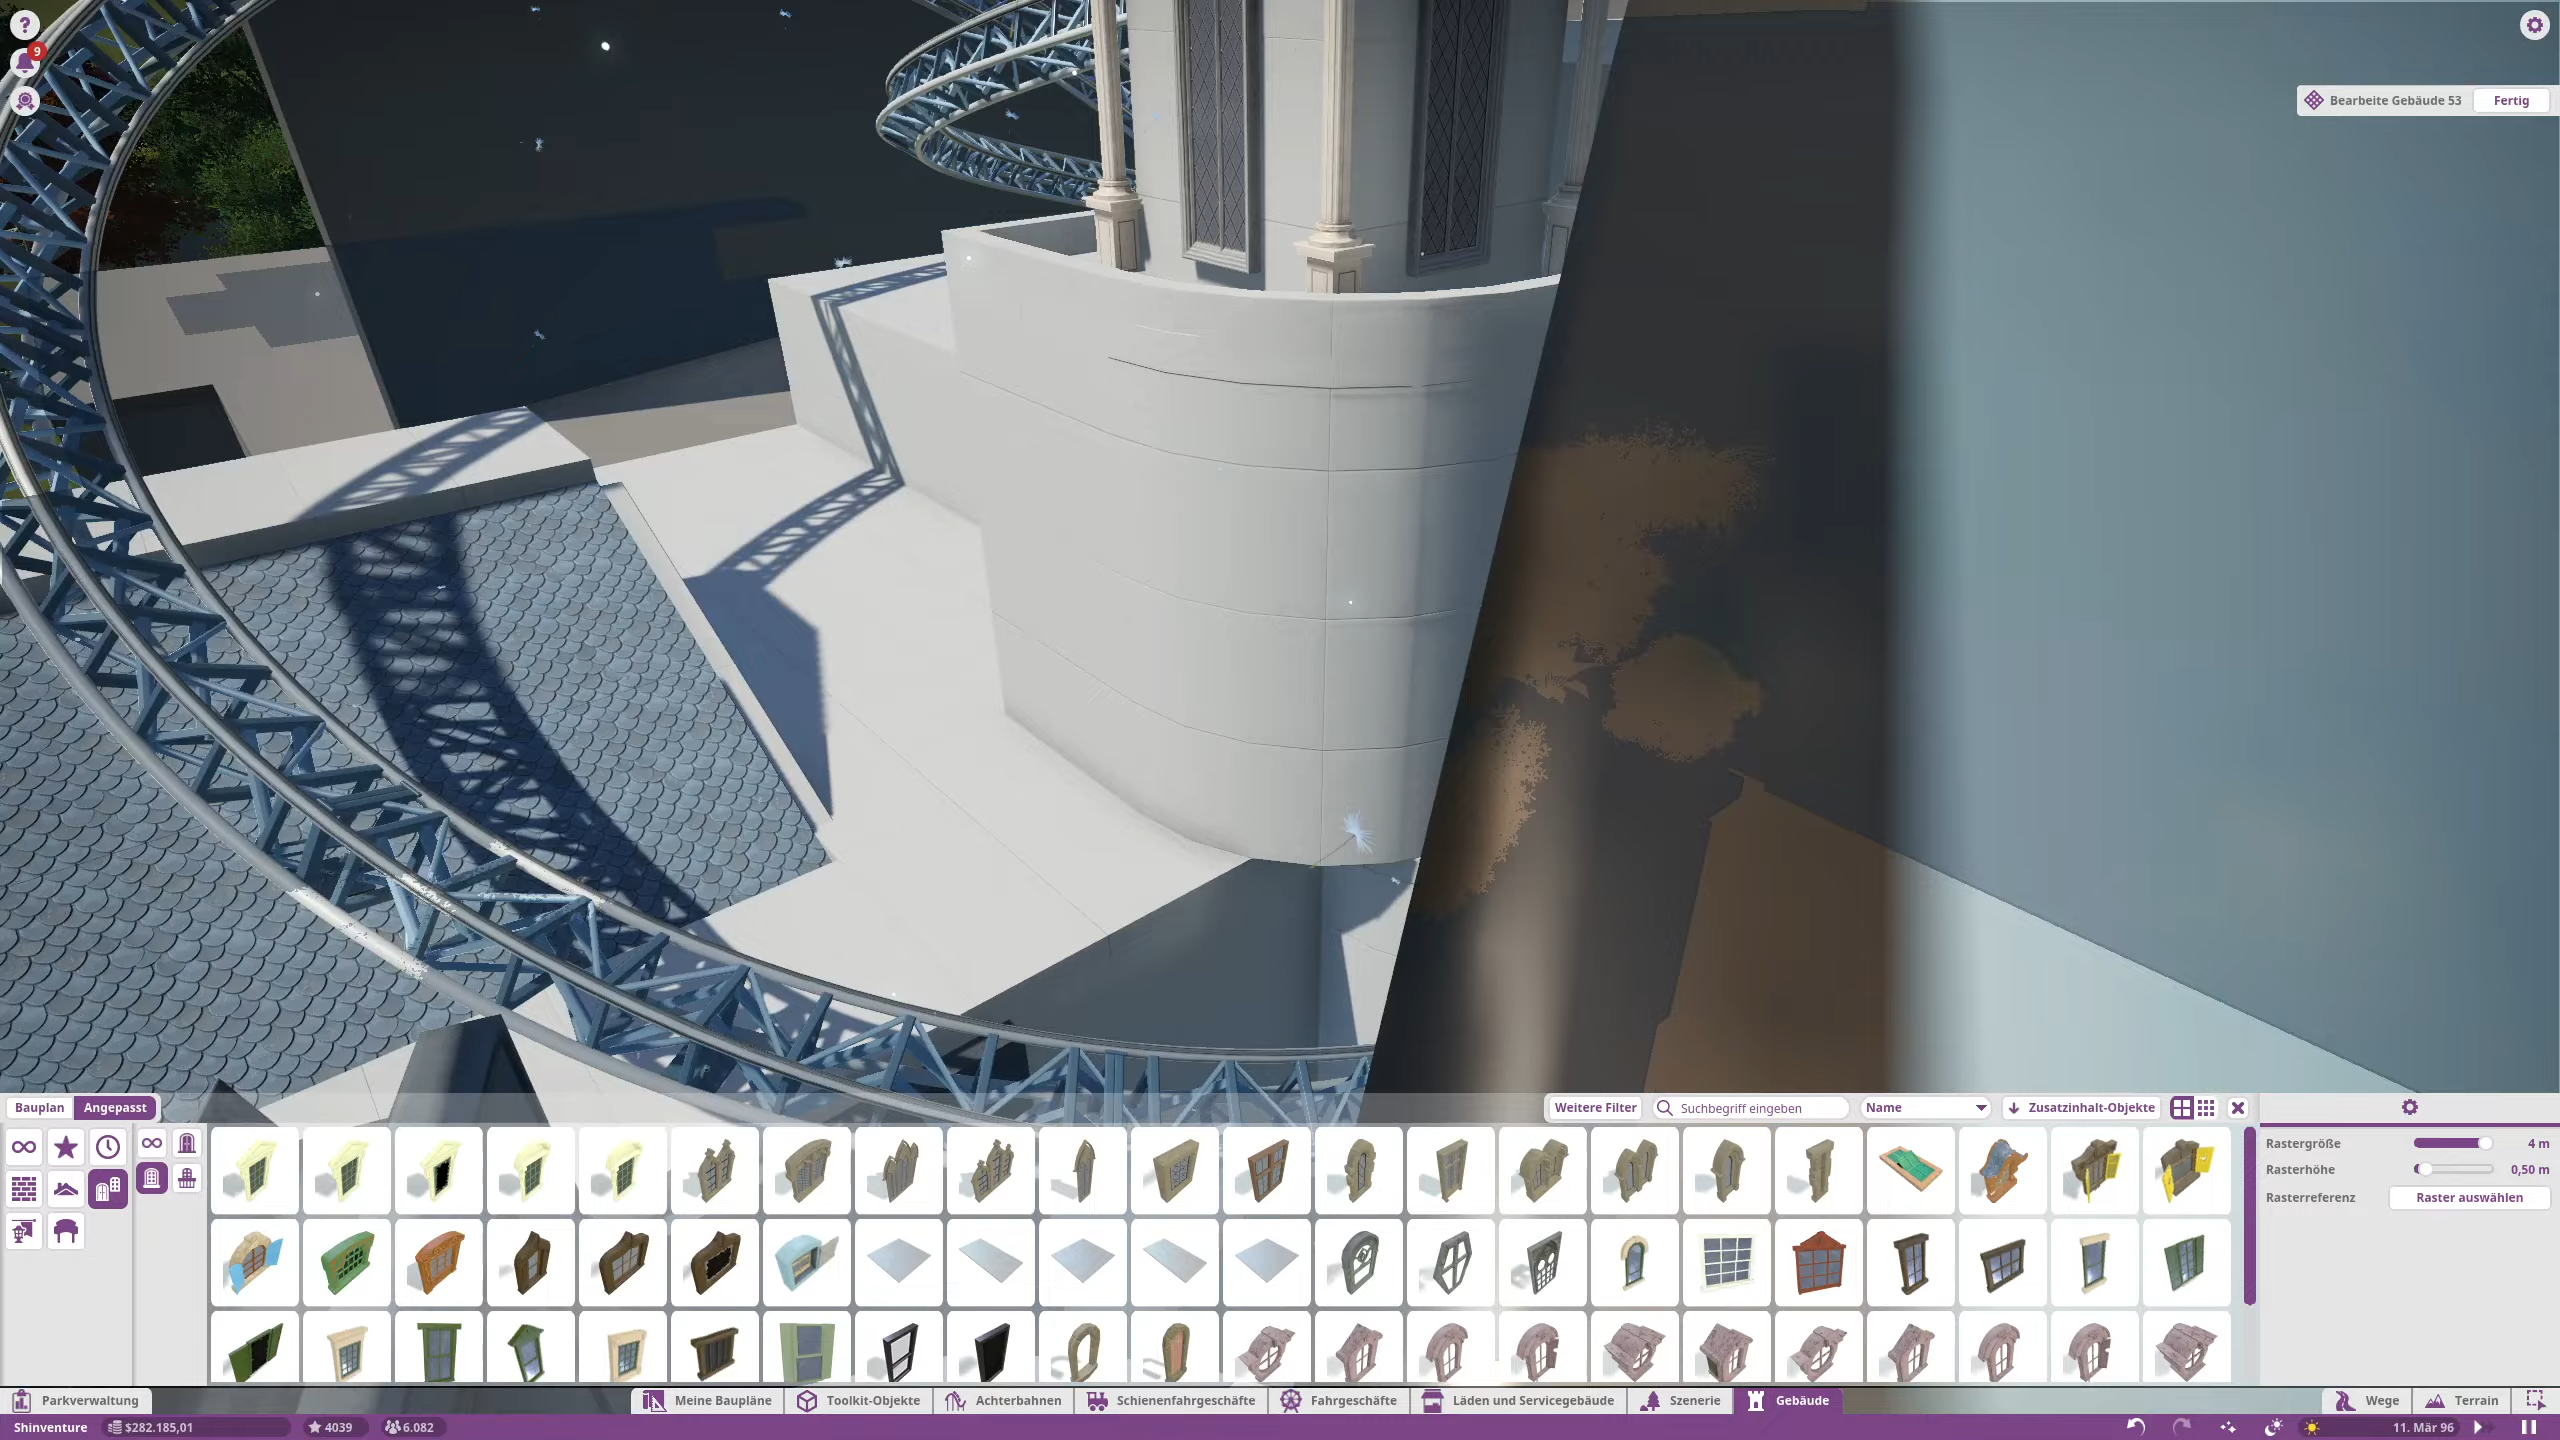 ?
9
Bearbeite Gebäude 53
Fertig
Bauplan
Angepasst
Weitere Filter
Suchbegriff eingeben
Name
Zusatzinhalt-Objekte
Rastergröße
4 m
Rasterhöhe
0,50 m
Rasterreferenz
Raster auswählen
Parkverwaltung
Meine Baupläne
Toolkit-Objekte
Achterbahnen
Schienenfahrgeschäfte
Fahrgeschäfte
Läden und Servicegebäude
Szenerie
Gebäude
Wege
Terrain
Shinventure
$282.185,01
4039
6.082
11. Mär 96